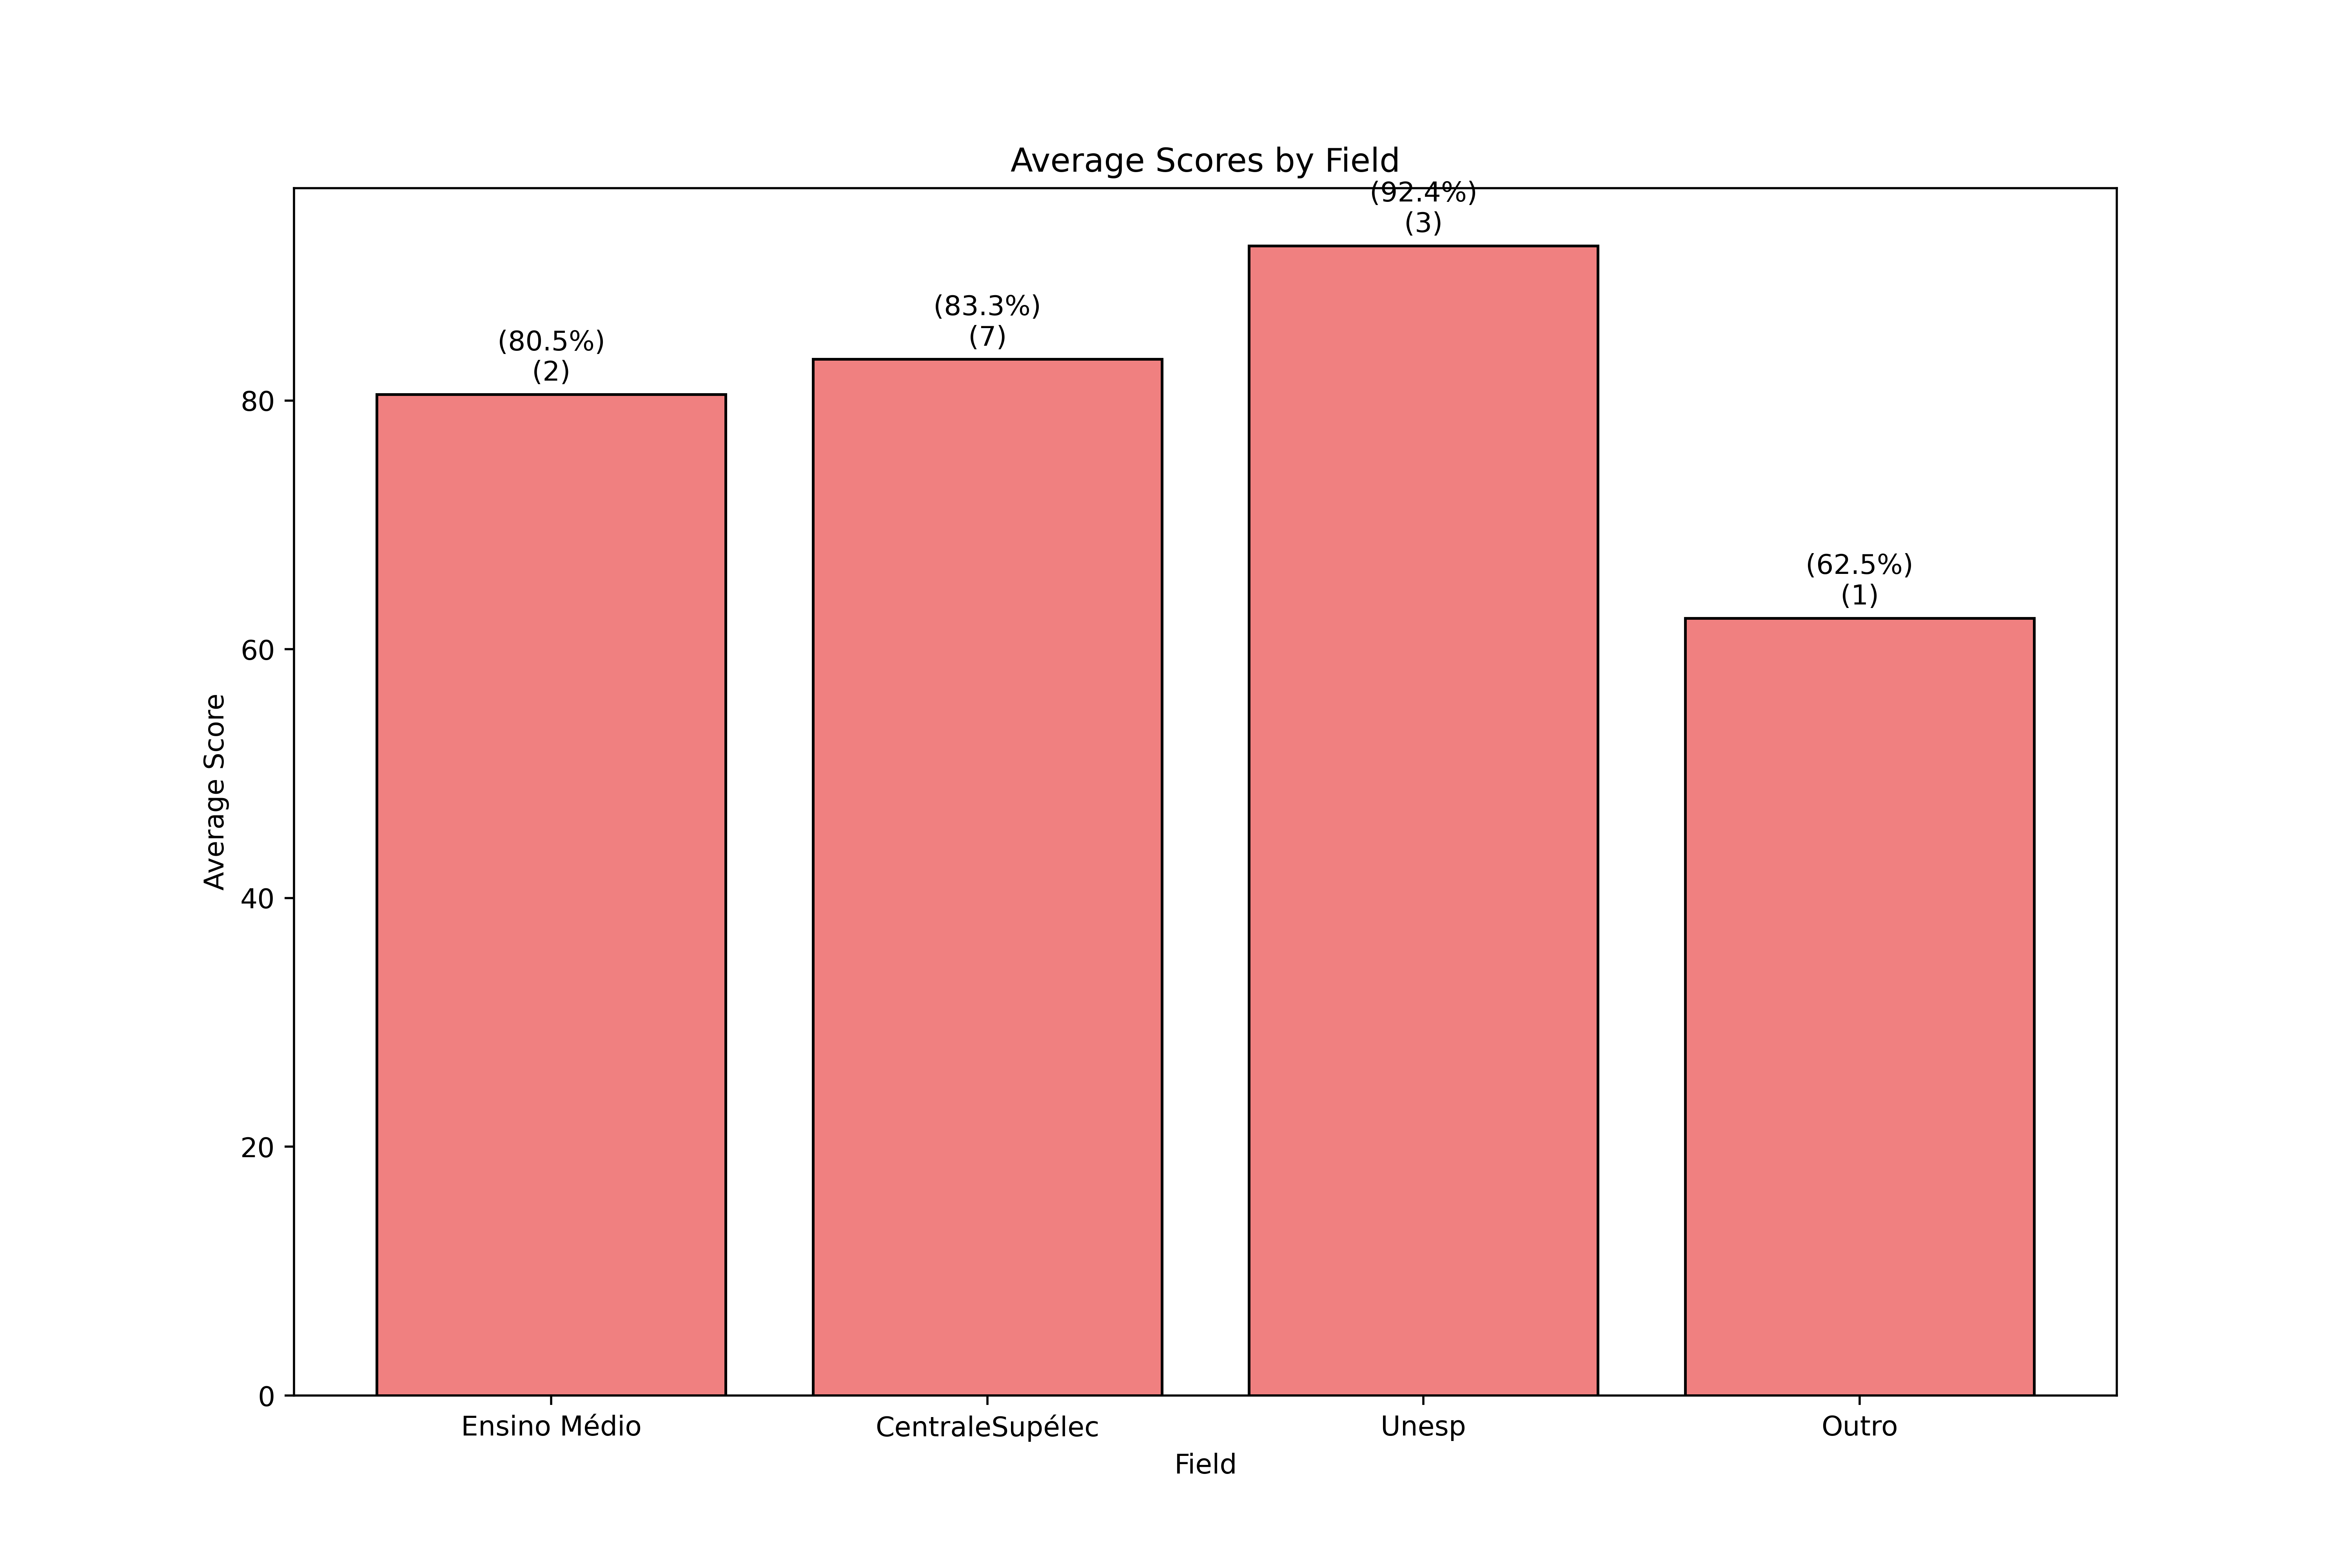 Average Scores by Field
(92.4%)
(3)
(83.3%)
(7)
(80.5%)
(2)
(62.5%)
(1)
80
60
40
20
0
Average Score
Ensino Médio
CentraleSupélec
Unesp
Outro
Field